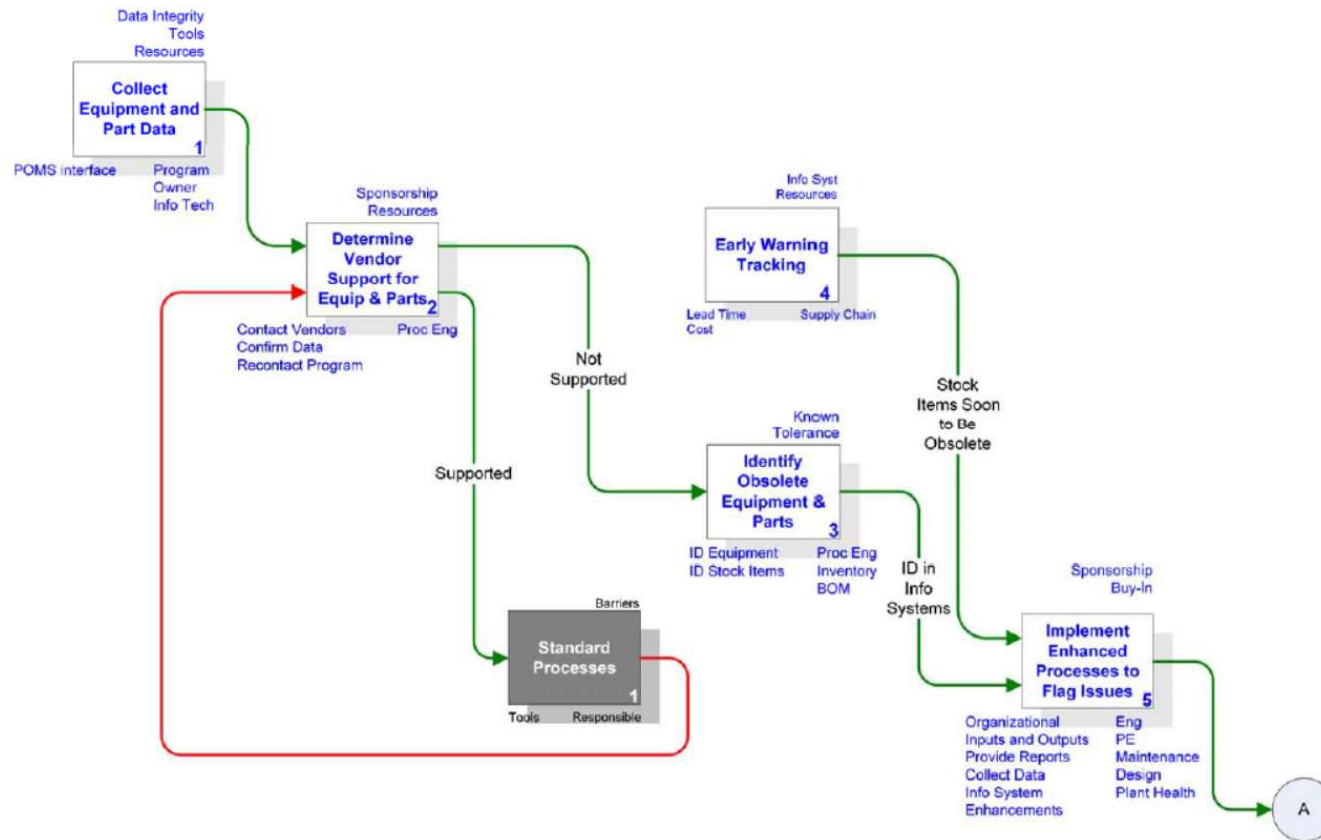 Data Integrity
Tools
Resources
Collect
Equipment and
Part Data
1
POMS Interface
Program
Owner
Info Tech
Sponsorship
Resources
Determine
Vendor
Support for
Equip & Parts
2
Contact Vendors
Confirm Data
Recontact Program
Proc Eng
Info Syst
Resources
Early Warning
Tracking
4
Lead Time
Cost
Supply Chain
Not
Supported
Supported
Stock
Items Soon
to Be
Obsolete
Known
Tolerance
Identify
Obsolete
Equipment &
Parts
3
ID Equipment
ID Stock Items
Proc Eng
Inventory
BOM
ID in
Info
Systems
Barriers
Standard
Processes
1
Tools
Responsible
Sponsorship
Buy-In
Implement
Enhanced
Processes to
Flag Issues
5
Organizational
Inputs and Outputs
Provide Reports
Collect Data
Info System
Enhancements
Eng
PE
Maintenance
Design
Plant Health
A